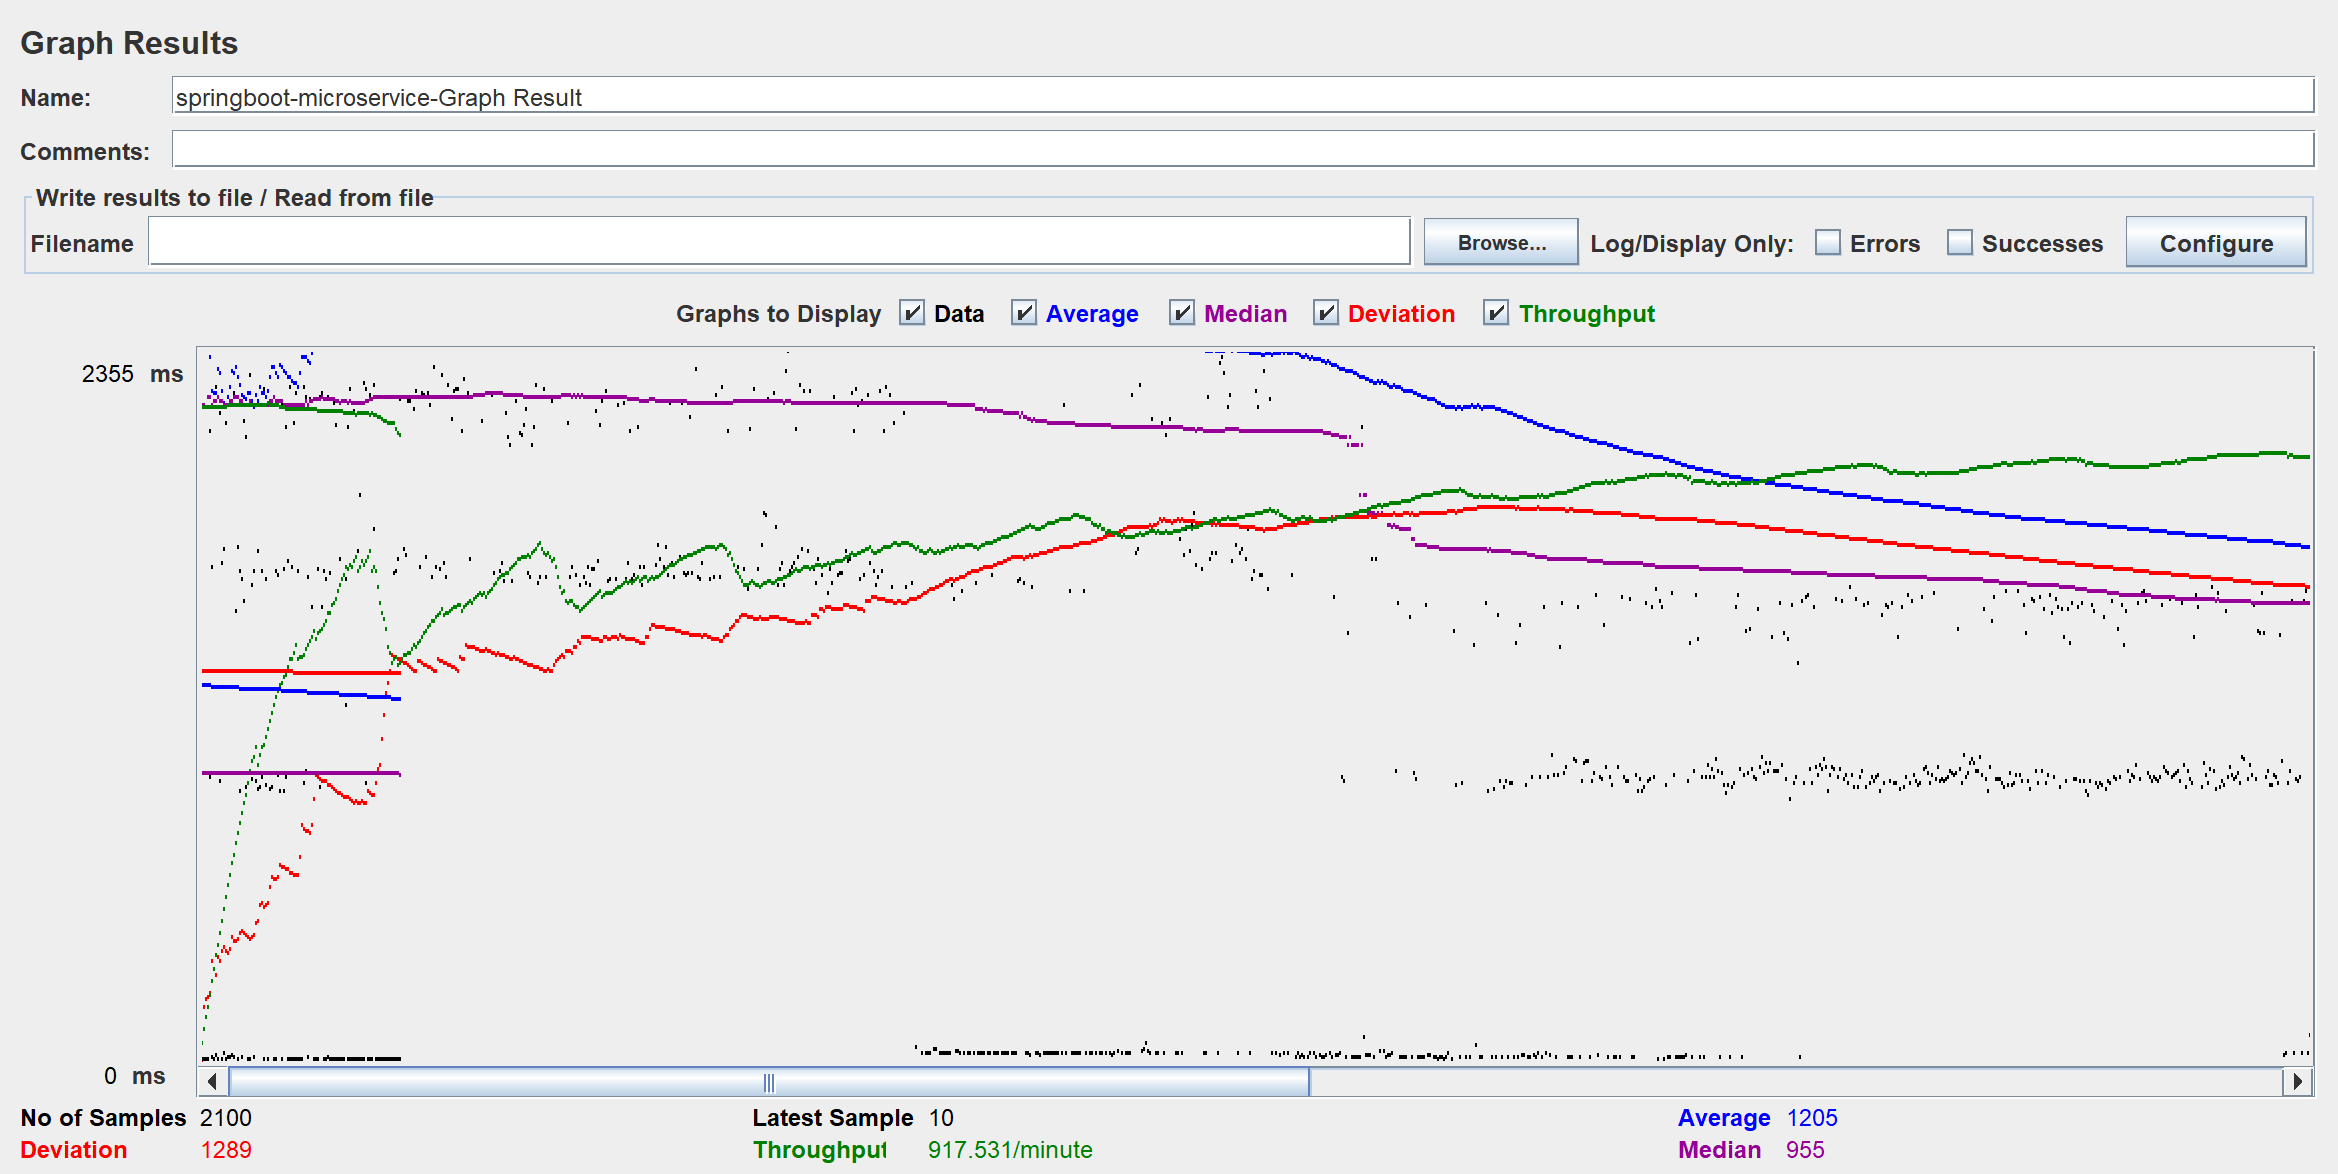 Graph Results
Name: springboot-microservice-Graph Result
Comments:
Write results to file / Read from file
Filename Browse... Log/Display Only: Errors Successes Configure
Graphs to Display Data Average Median Deviation Throughput
2355 ms
0 ms
No of Samples 2100 Latest Sample 10 Average 1205
Deviation 1289 Throughput 917.531/minute Median 955